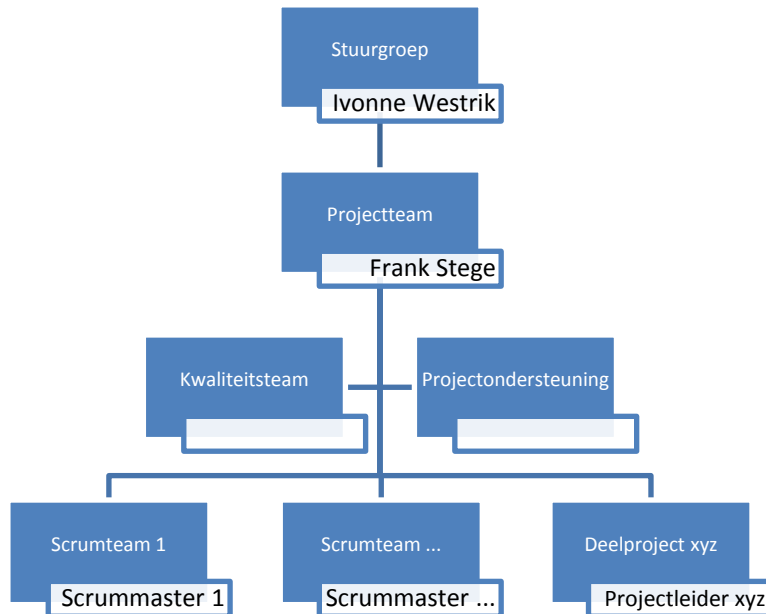 Stuurgroep
Ivonne Westrik
Projectteam
Frank Stege
Kwaliteitsteam
Projectondersteuning
Scrumteam 1
Scrummaster 1
Scrumteam ...
Scrummaster ...
Deelproject xyz
Projectleider xyz